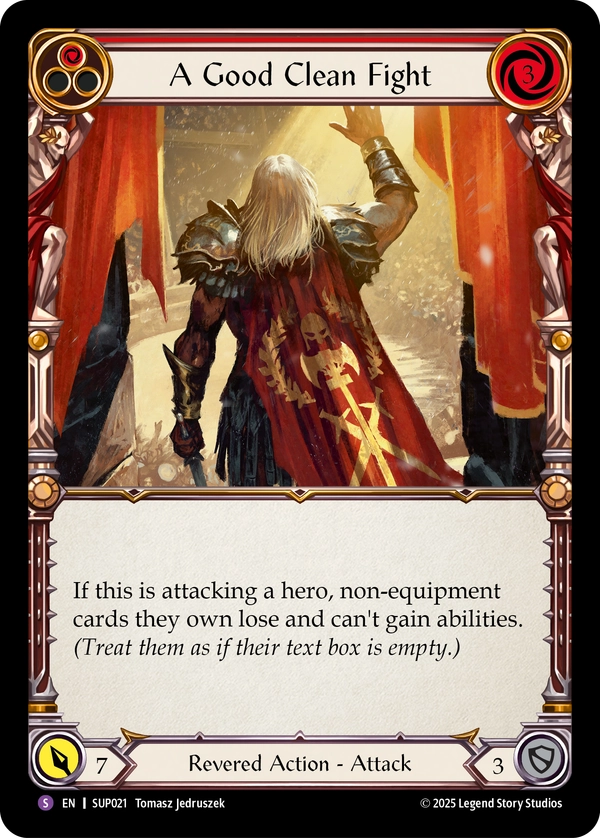 A Good Clean Fight
3
If this is attacking a hero, non-equipment
cards they own lose and can't gain abilities.
(Treat them as if their text box is empty.)
7
Revered Action - Attack
3
S EN | SUP021 Tomasz Jedruszek
© 2025 Legend Story Studios